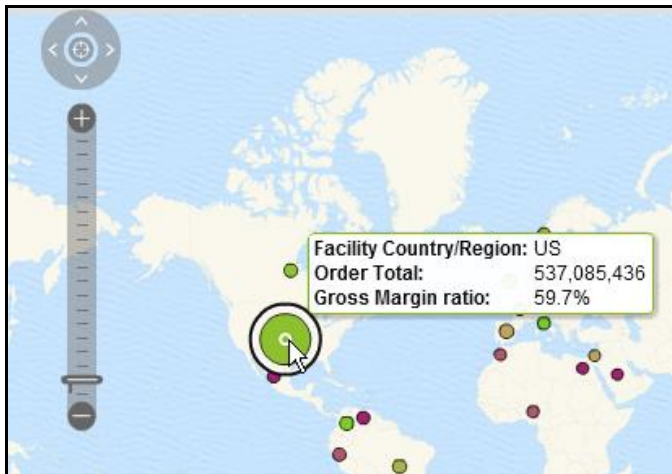 Facility Country/Region: US
Order Total: 537,085,436
Gross Margin ratio: 59.7%